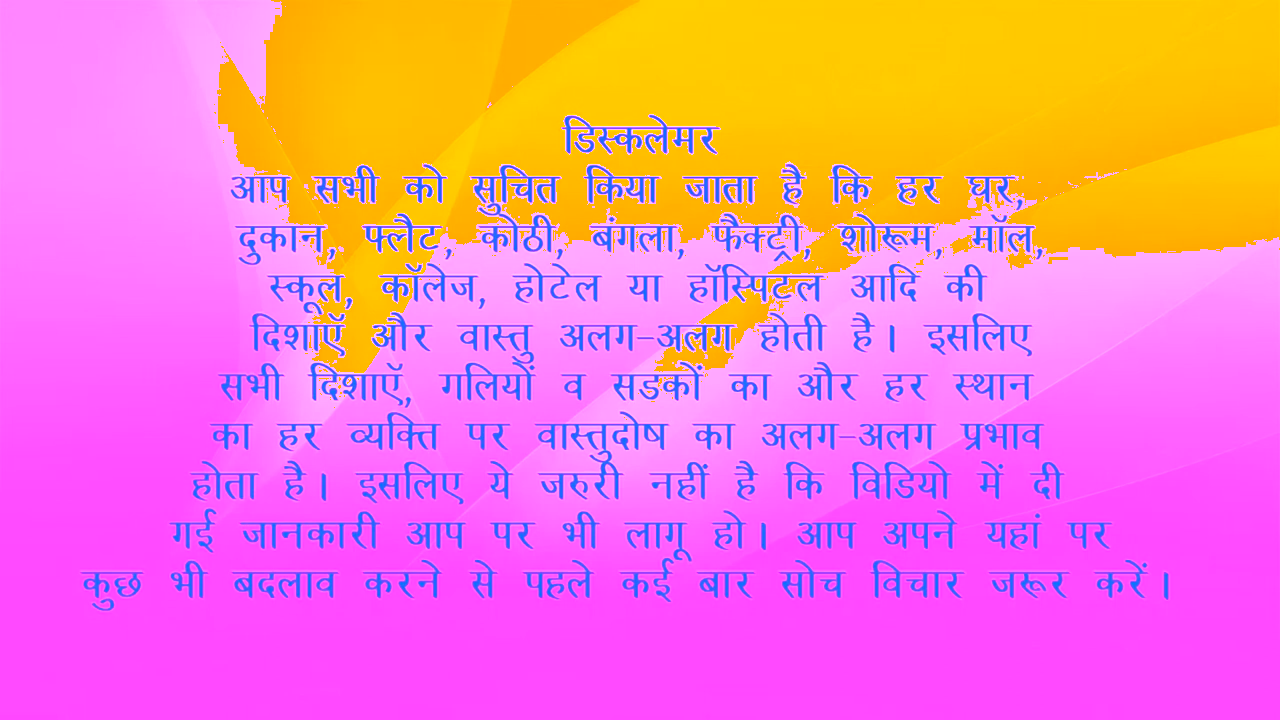 डिस्कलेमर
आप सभी को सुचित किया जाता है कि हर घर,
दुकान, फ्लैट, कोठी, बंगला, फैक्ट्री, शोरूम, मॉल,
स्कूल, कॉलेज, होटेल या हॉस्पिटल आदि की
दिशाएॅ और वास्तु अलग-अलग होती है। इसलिए
सभी दिशाएॅ, गलियों व सडकों का और हर स्थान
का हर व्यक्ति पर वास्तुदोष का अलग-अलग प्रभाव
होता है। इसलिए ये जरुरी नहीं है कि विडियो में दी
गई जानकारी आप पर भी लागू हो। आप अपने यहां पर
कुछ भी बदलाव करने से पहले कई बार सोच विचार जरूर करें।